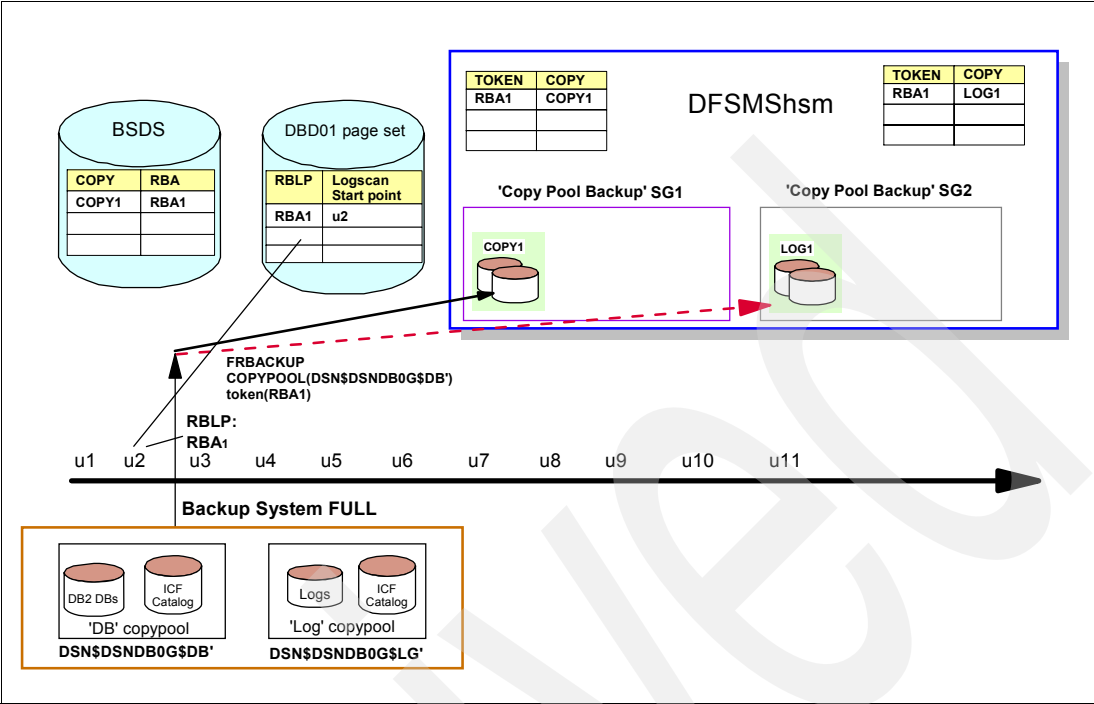 TOKEN COPY
RBA1 COPY1
DFSMShsm
TOKEN COPY
RBA1 LOG1
BSDS
COPY RBA
COPY1 RBA1
DBD01 page set
RBLP Logscan
Start point
RBA1 u2
'Copy Pool Backup' SG1
COPY1
'Copy Pool Backup' SG2
LOG1
FRBACKUP
COPYPOOL(DSN$DSNDB0G$DB')
token(RBA1)
RBLP:
RBA1
u1 u2 u3 u4 u5 u6 u7 u8 u9 u10 u11
Backup System FULL
DB2 DBs
ICF
Catalog
'DB' copypool
DSN$DSNDB0G$DB'
Logs
ICF
Catalog
'Log' copypool
DSN$DSNDB0G$LG'